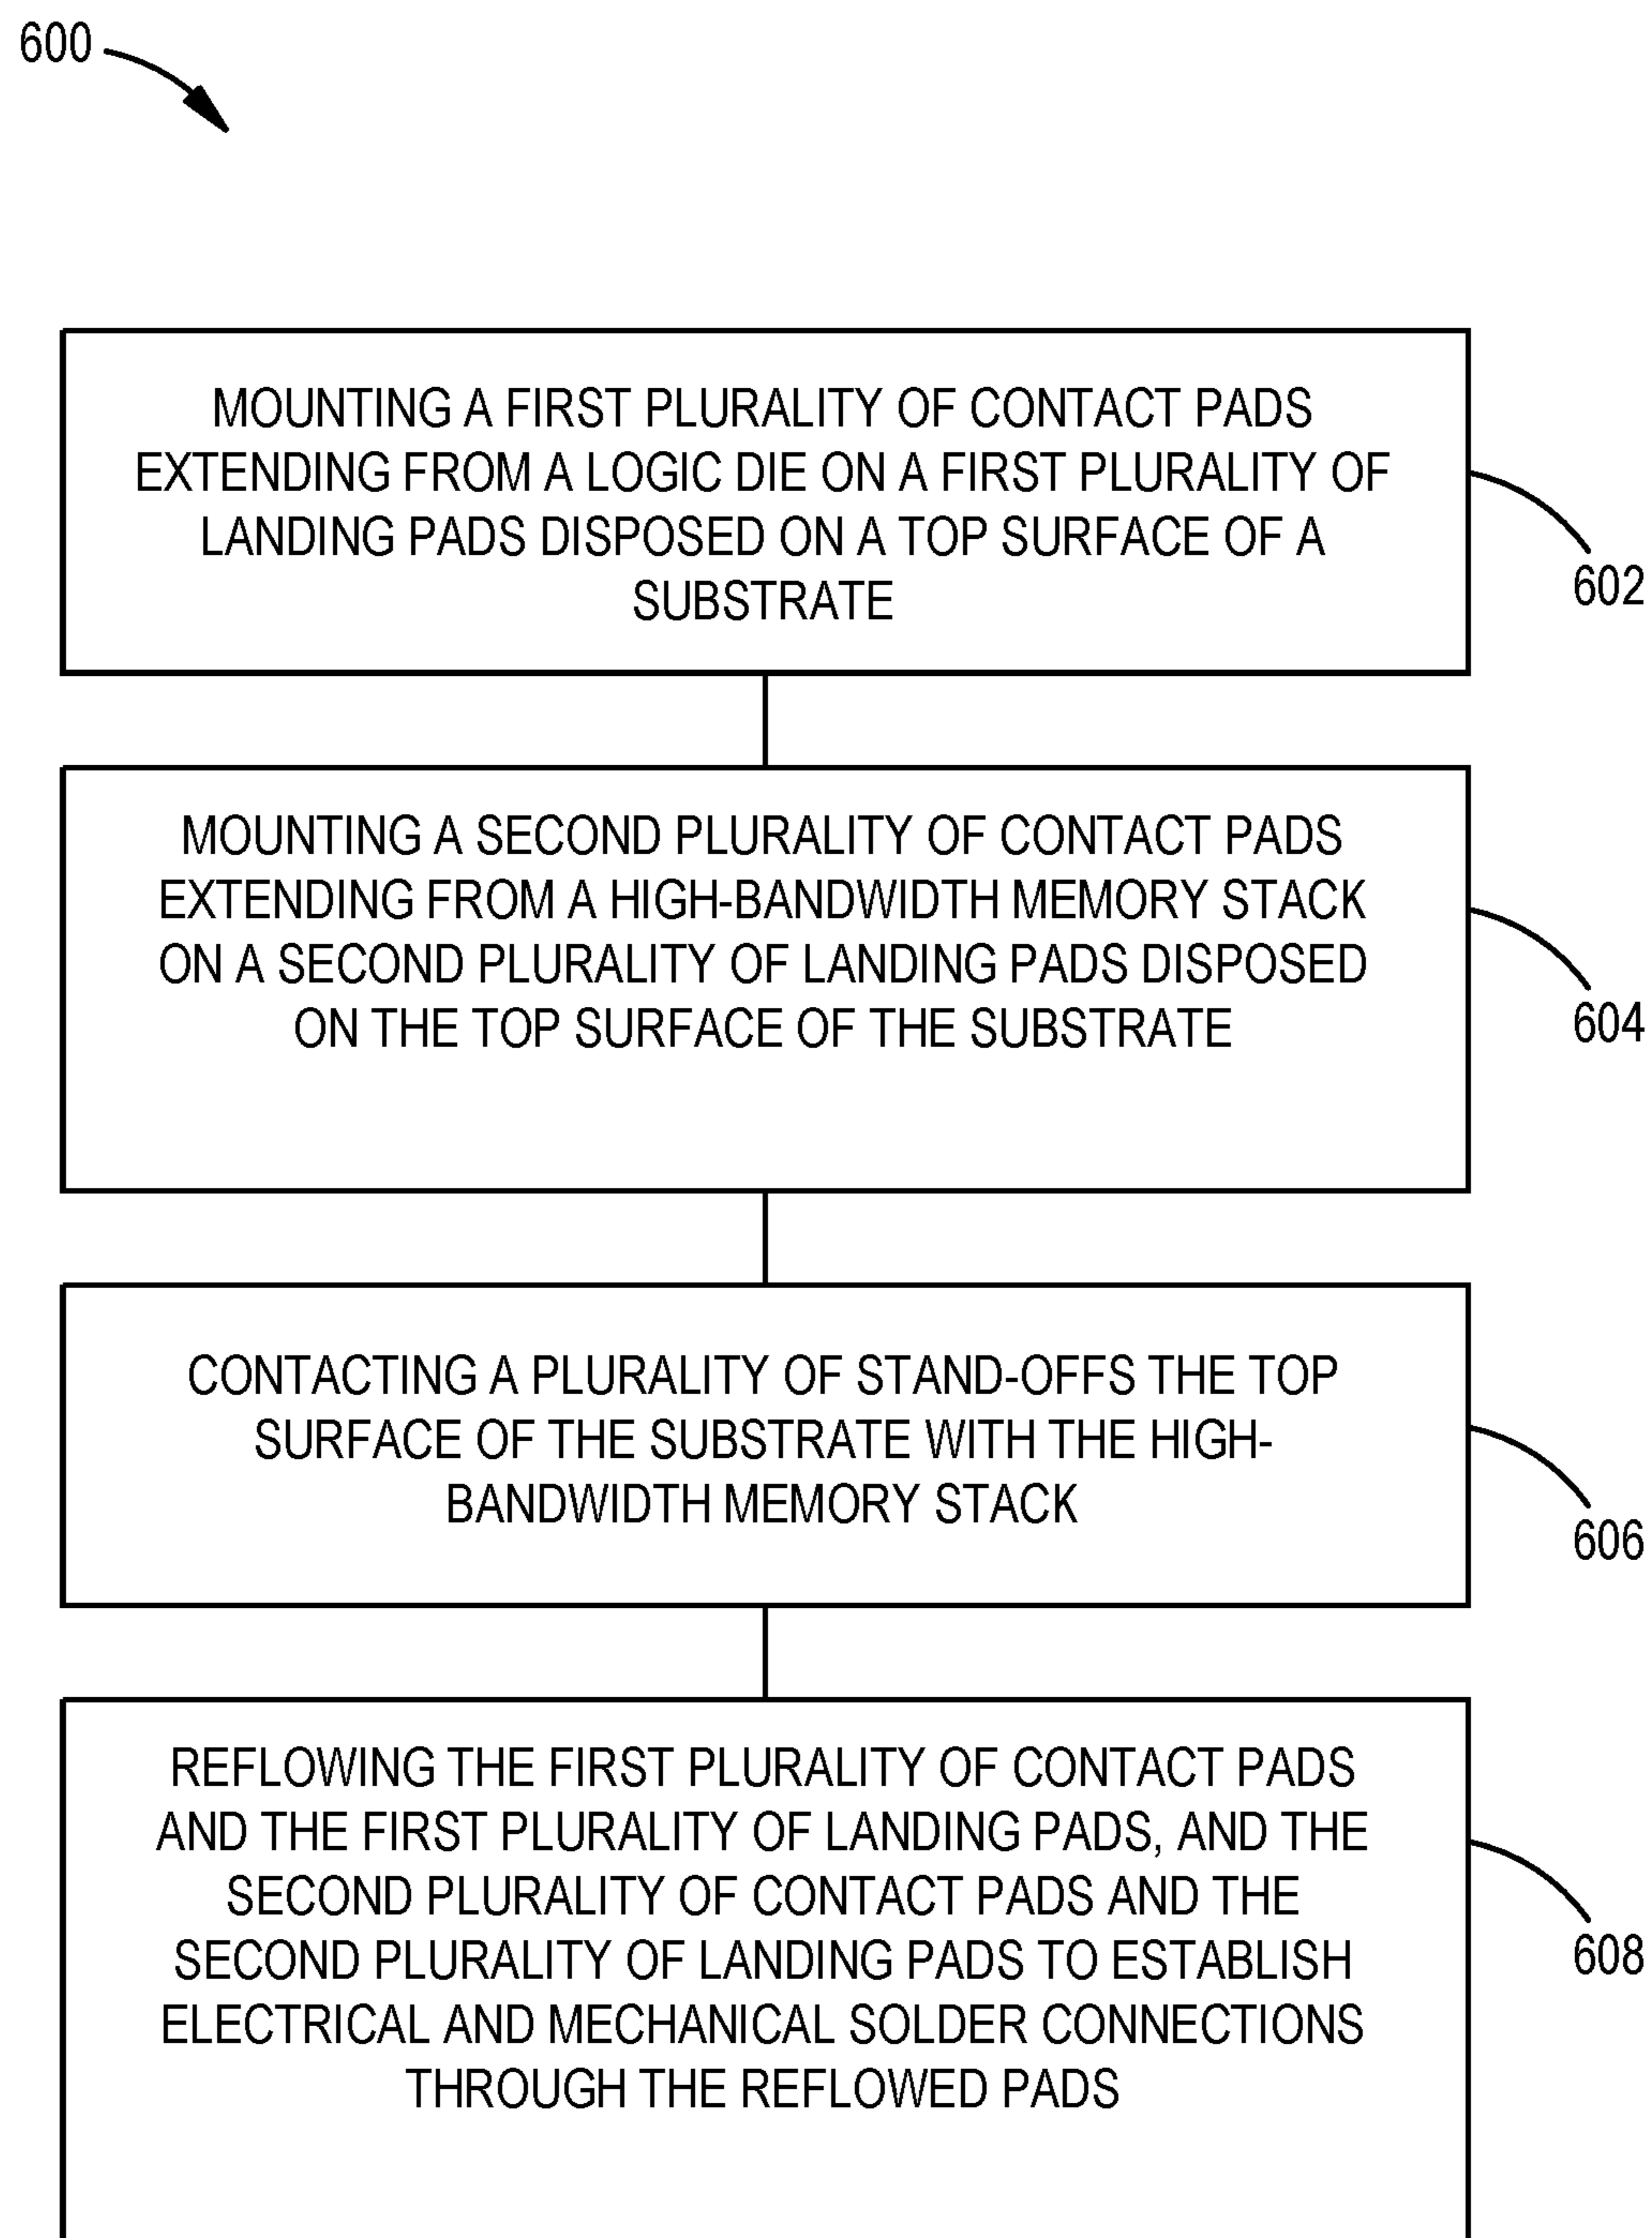 600
MOUNTING A FIRST PLURALITY OF CONTACT PADS
EXTENDING FROM A LOGIC DIE ON A FIRST PLURALITY OF
LANDING PADS DISPOSED ON A TOP SURFACE OF A
SUBSTRATE
602
MOUNTING A SECOND PLURALITY OF CONTACT PADS
EXTENDING FROM A HIGH-BANDWIDTH MEMORY STACK
ON A SECOND PLURALITY OF LANDING PADS DISPOSED
ON THE TOP SURFACE OF THE SUBSTRATE
604
CONTACTING A PLURALITY OF STAND-OFFS THE TOP
SURFACE OF THE SUBSTRATE WITH THE HIGH-
BANDWIDTH MEMORY STACK
606
REFLOWING THE FIRST PLURALITY OF CONTACT PADS
AND THE FIRST PLURALITY OF LANDING PADS, AND THE
SECOND PLURALITY OF CONTACT PADS AND THE
SECOND PLURALITY OF LANDING PADS TO ESTABLISH
ELECTRICAL AND MECHANICAL SOLDER CONNECTIONS
THROUGH THE REFLOWED PADS
608